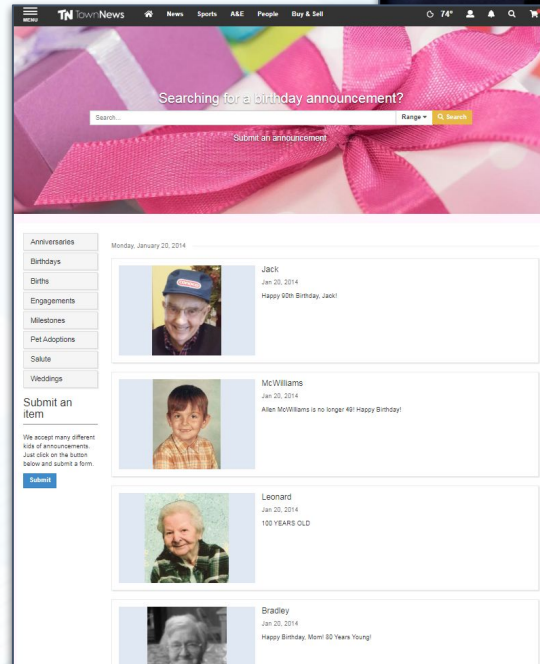 MENU
TN TownNews
News
Sports
A&E
People
Buy & Sell
74°
Searching for a birthday announcement?
Search...
Range
Search
Submit an announcement
Anniversaries
Birthdays
Births
Engagements
Milestones
Pet Adoptions
Salute
Weddings
Submit an
item
We accept many different
kinds of announcements.
Just click on the button
below and submit a form.
Submit
Monday, January 20, 2014
Jack
Jan 20, 2014
Happy 90th Birthday, Jack!
McWilliams
Jan 20, 2014
Allen McWilliams is no longer 49! Happy Birthday!
Leonard
Jan 20, 2014
100 YEARS OLD
Bradley
Jan 20, 2014
Happy Birthday, Mom! 80 Years Young!